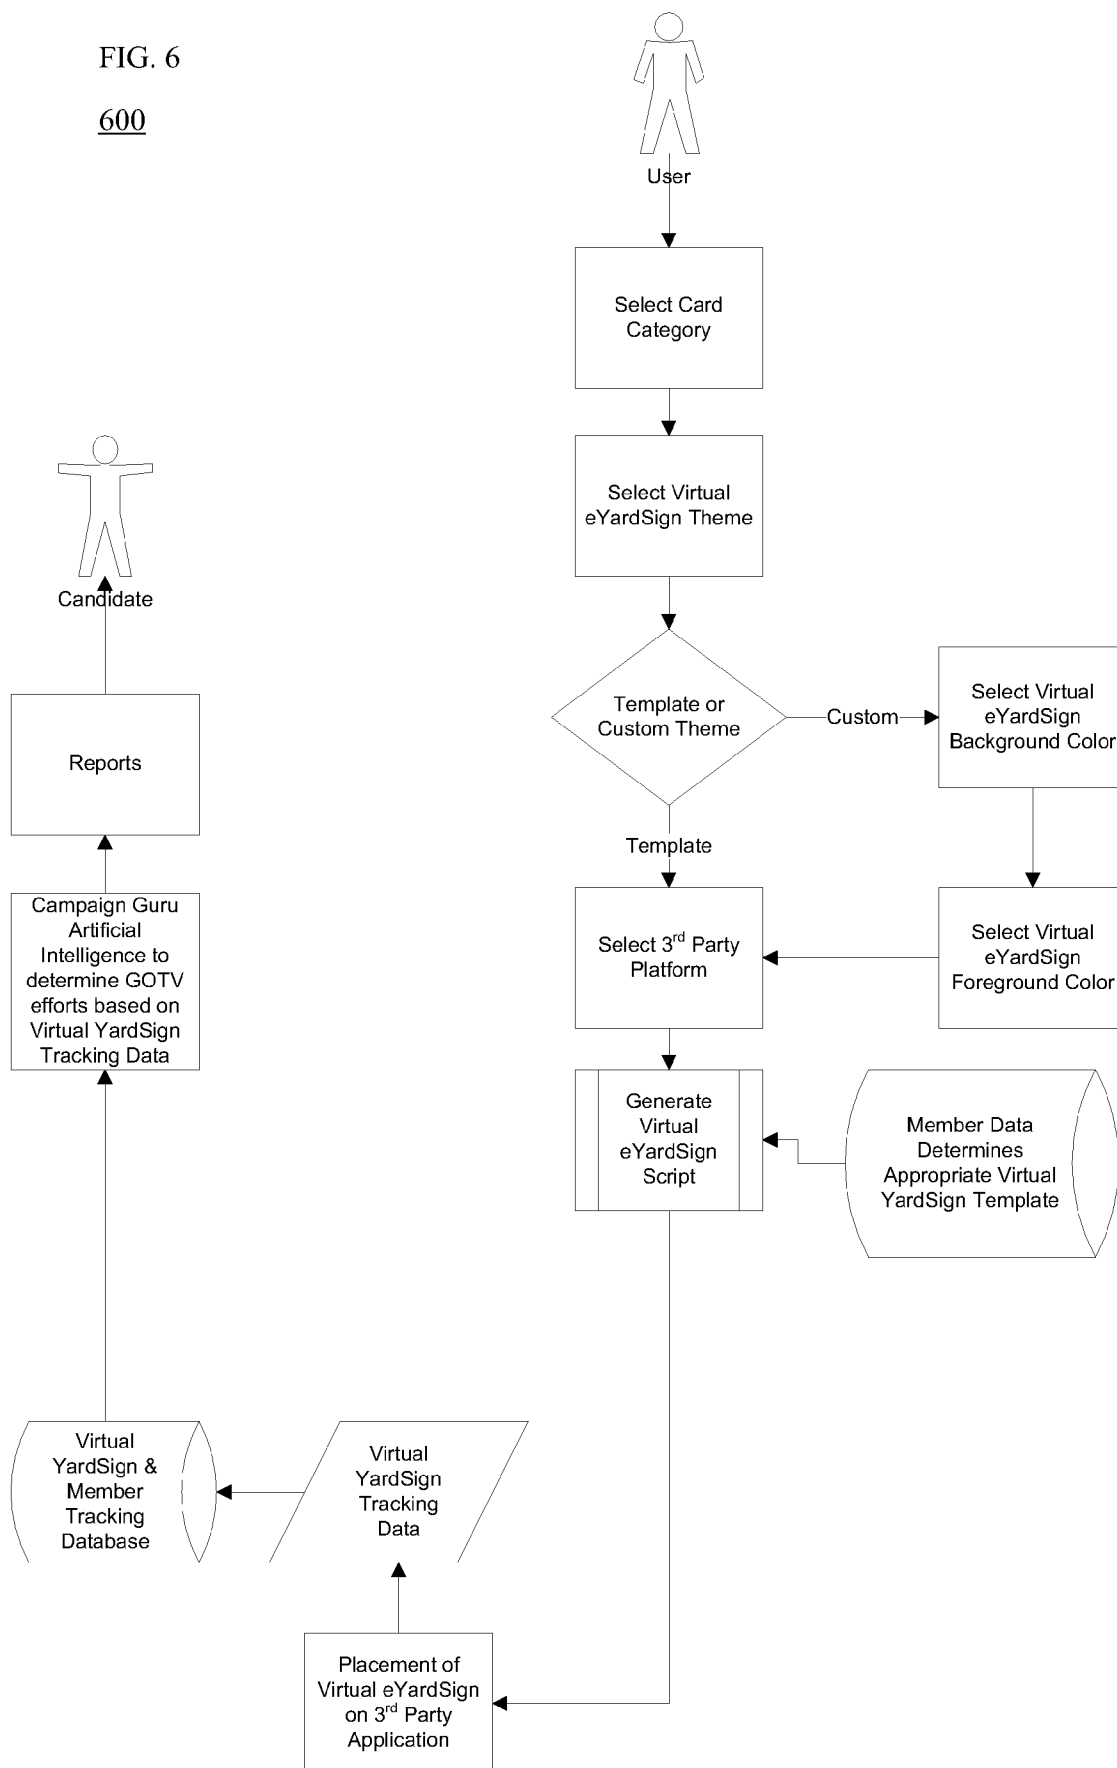 FIG. 6
600
User
Select Card
Category
Select Virtual
eYardSign Theme
Candidate
Template or
Custom Theme
Custom
Select Virtual
eYardSign
Background Color
Reports
Template
Campaign Guru
Artificial
Intelligence to
determine GOTV
efforts based on
Virtual YardSign
Tracking Data
Select 3rd Party
Platform
Select Virtual
eYardSign
Foreground Color
Generate
Virtual
eYardSign
Script
Member Data
Determines
Appropriate Virtual
YardSign Template
Virtual
YardSign &
Member
Tracking
Database
Virtual
YardSign
Tracking
Data
Placement of
Virtual eYardSign
on 3rd Party
Application